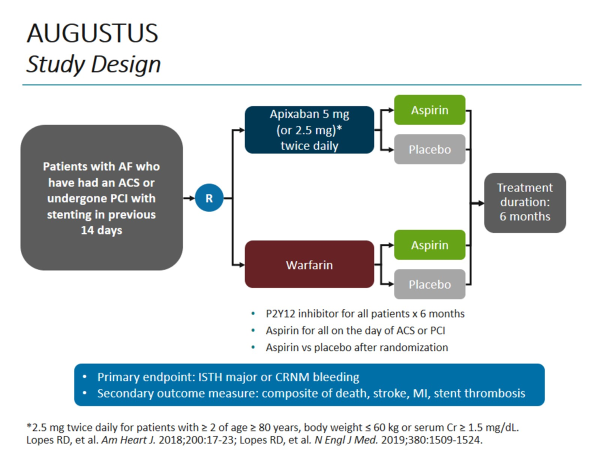 AUGUSTUS
Study Design
Patients with AF who
have had an ACS or
undergone PCI with
stenting in previous
14 days
R
Apixaban 5 mg
(or 2.5 mg)*
twice daily
Aspirin
Placebo
Warfarin
Aspirin
Placebo
Treatment
duration:
6 months
• P2Y12 inhibitor for all patients x 6 months
• Aspirin for all on the day of ACS or PCI
• Aspirin vs placebo after randomization
• Primary endpoint: ISTH major or CRNM bleeding
• Secondary outcome measure: composite of death, stroke, MI, stent thrombosis
*2.5 mg twice daily for patients with ≥ 2 of age ≥ 80 years, body weight ≤ 60 kg or serum Cr ≥ 1.5 mg/dL.
Lopes RD, et al. Am Heart J. 2018;200:17-23; Lopes RD, et al. N Engl J Med. 2019;380:1509-1524.